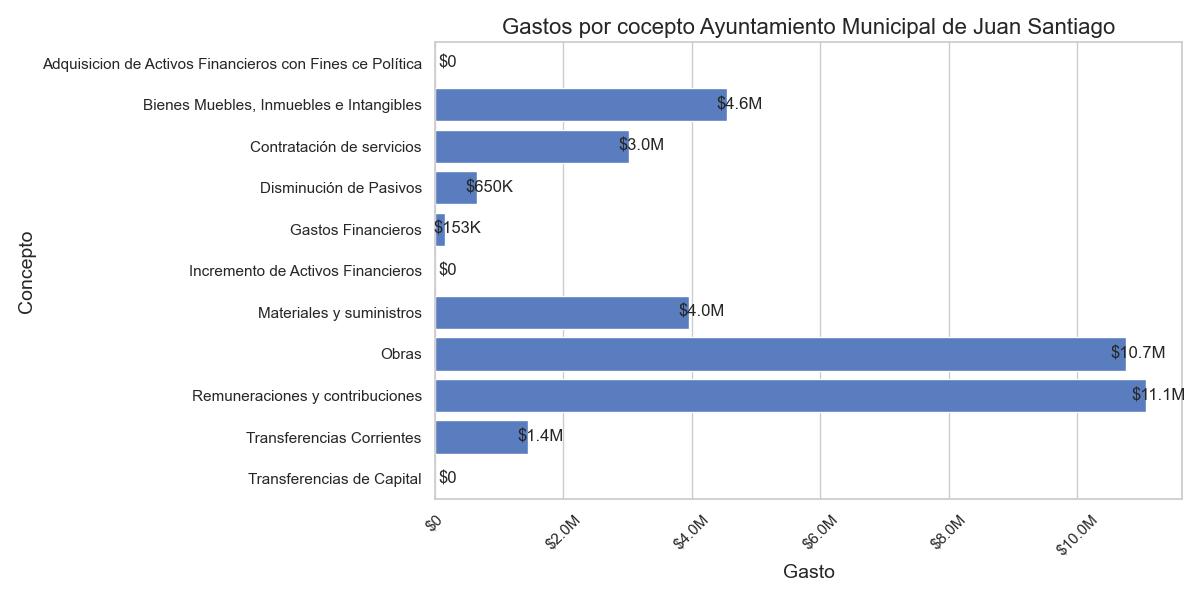 Gastos por cocepto Ayuntamiento Municipal de Juan Santiago
Concepto
Adquisicion de Activos Financieros con Fines ce Política $0
Bienes Muebles, Inmuebles e Intangibles $4.6M
Contratación de servicios $3.0M
Disminución de Pasivos $650K
Gastos Financieros $153K
Incremento de Activos Financieros $0
Materiales y suministros $4.0M
Obras $10.7M
Remuneraciones y contribuciones $11.1M
Transferencias Corrientes $1.4M
Transferencias de Capital $0
$0 $2.0M $4.0M $6.0M $8.0M $10.0M
Gasto